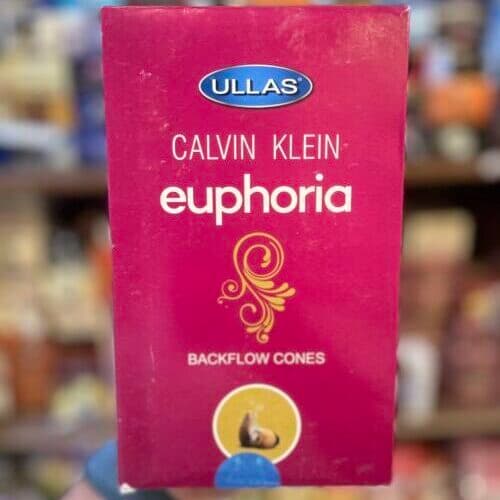 ULLAS®
CALVIN KLEIN
euphoria
BACKFLOW CONES